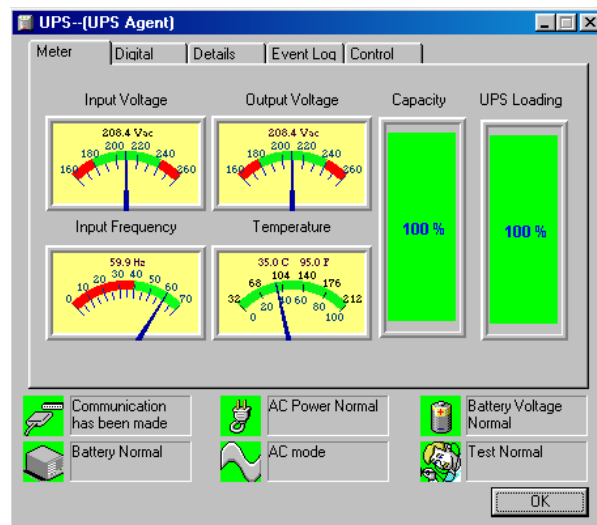 UPS--(UPS Agent)
Meter Digital Details Event Log Control
Input Voltage Output Voltage Capacity UPS Loading
208.4 Vac
160 180 200 220 240 260
208.4 Vac
160 180 200 220 240 260
100 %
100 %
Input Frequency Temperature
59.9 Hz
0 10 20 30 40 50 60 70
35.0 C 95.0 F
32 68 104 140 176 212
0 20 40 60 80 100
Communication
has been made
AC Power Normal
Battery Voltage
Normal
Battery Normal
AC mode
Test Normal
OK